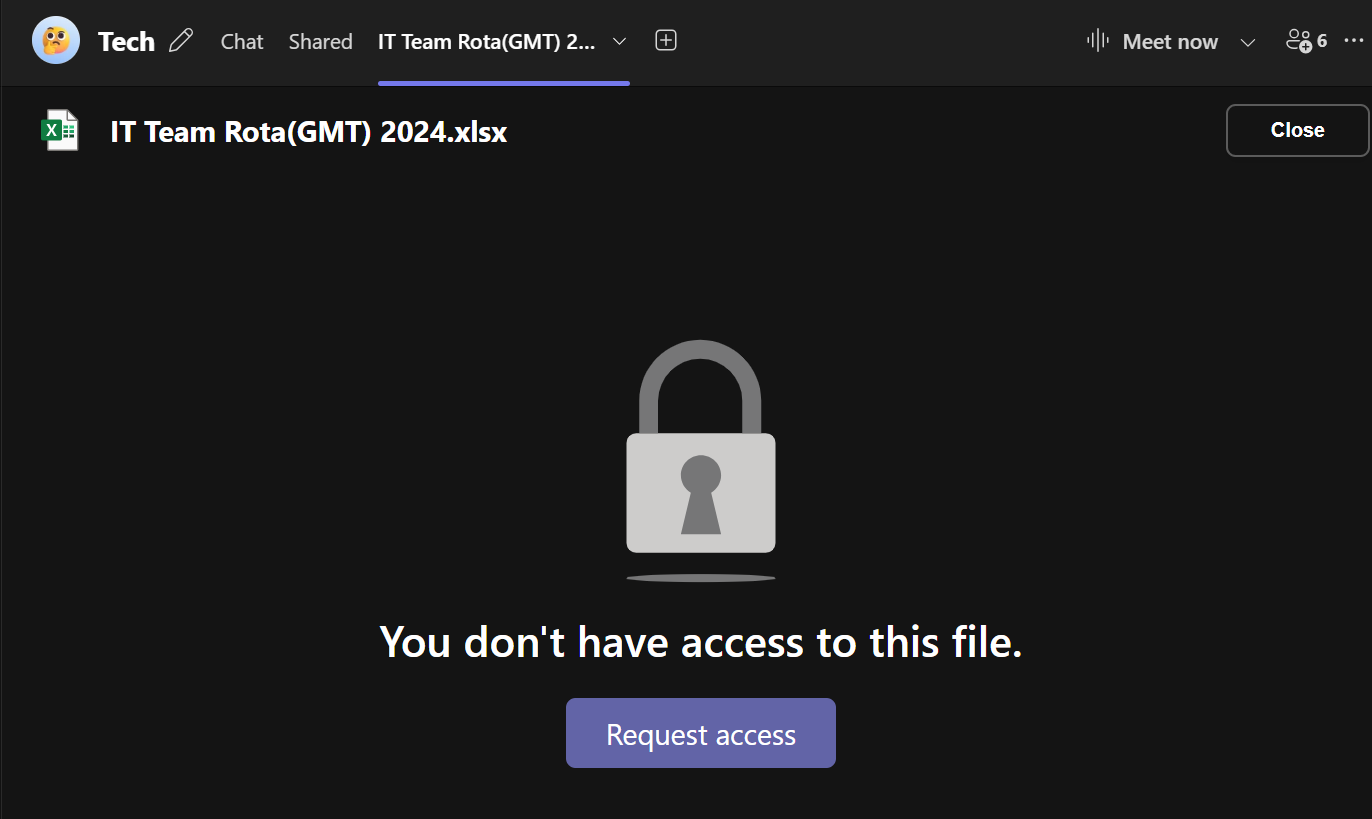 Tech Chat Shared IT Team Rota(GMT) 2... Meet now 6
X IT Team Rota(GMT) 2024.xlsx Close
You don't have access to this file.
Request access